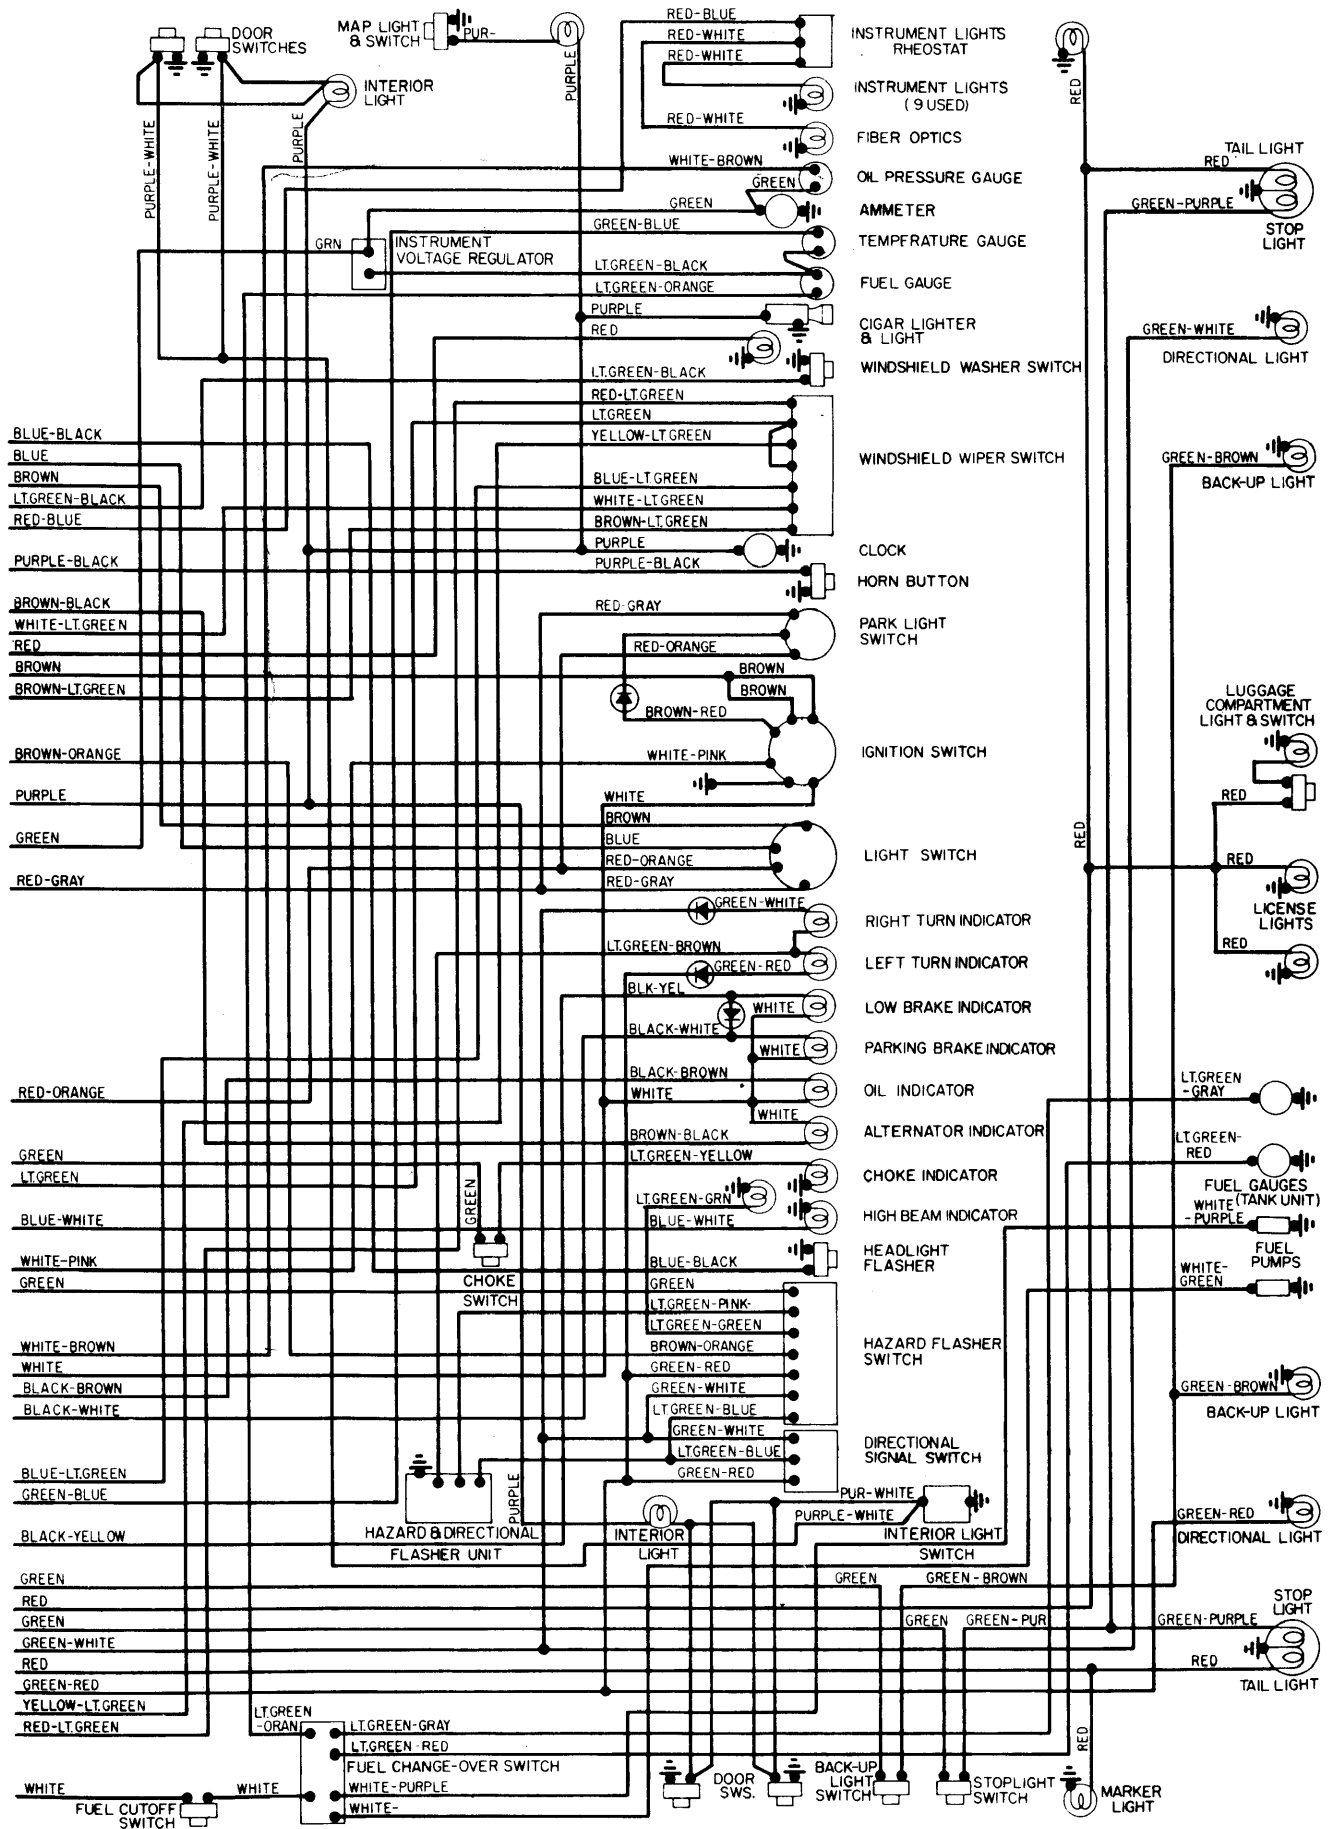 DOOR
SWITCHES
MAP LIGHT
& SWITCH
PUR-
PURPLE
INTERIOR
LIGHT
PURPLE-WHITE
PURPLE-WHITE
PURPLE
RED-BLUE
RED-WHITE
RED-WHITE
INSTRUMENT LIGHTS
RHEOSTAT
INSTRUMENT LIGHTS
(9 USED)
RED-WHITE
FIBER OPTICS
WHITE-BROWN
GREEN
OIL PRESSURE GAUGE
GREEN
AMMETER
GREEN-BLUE
TEMPERATURE GAUGE
GRN
INSTRUMENT
VOLTAGE REGULATOR
LT.GREEN-BLACK
LT.GREEN-ORANGE
FUEL GAUGE
PURPLE
RED
CIGAR LIGHTER
& LIGHT
LT.GREEN-BLACK
WINDSHIELD WASHER SWITCH
RED-LT.GREEN
LT.GREEN
YELLOW-LT.GREEN
BLUE-LT.GREEN
WHITE-LT.GREEN
BROWN-LT.GREEN
WINDSHIELD WIPER SWITCH
PURPLE
CLOCK
PURPLE-BLACK
HORN BUTTON
RED-GRAY
RED-ORANGE
PARK LIGHT
SWITCH
BROWN
BROWN
BROWN-RED
WHITE-PINK
IGNITION SWITCH
WHITE
BROWN
BLUE
RED-ORANGE
RED-GRAY
LIGHT SWITCH
GREEN-WHITE
RIGHT TURN INDICATOR
LT.GREEN-BROWN
GREEN-RED
LEFT TURN INDICATOR
BLK-YEL
WHITE
LOW BRAKE INDICATOR
BLACK-WHITE
WHITE
PARKING BRAKE INDICATOR
BLACK-BROWN
WHITE
OIL INDICATOR
WHITE
BROWN-BLACK
ALTERNATOR INDICATOR
LT.GREEN-YELLOW
CHOKE INDICATOR
LT.GREEN-GRN
BLUE-WHITE
HIGH BEAM INDICATOR
BLUE-BLACK
HEADLIGHT
FLASHER
GREEN
CHOKE
SWITCH
GREEN
LT.GREEN-PINK-
LT.GREEN-GREEN
BROWN-ORANGE
GREEN-RED
GREEN-WHITE
LT.GREEN-BLUE
HAZARD FLASHER
SWITCH
GREEN-WHITE
LT.GREEN-BLUE
GREEN-RED
DIRECTIONAL
SIGNAL SWITCH
PURPLE
HAZARD & DIRECTIONAL
FLASHER UNIT
INTERIOR
LIGHT
PUR-WHITE
PURPLE-WHITE
INTERIOR LIGHT
SWITCH
GREEN
GREEN-BROWN
GREEN
GREEN-PUR
BLUE-BLACK
BLUE
BROWN
LT.GREEN-BLACK
RED-BLUE
PURPLE-BLACK
BROWN-BLACK
WHITE-LT.GREEN
RED
BROWN
BROWN-LT.GREEN
BROWN-ORANGE
PURPLE
GREEN
RED-GRAY
RED-ORANGE
GREEN
LT.GREEN
BLUE-WHITE
WHITE-PINK
GREEN
WHITE-BROWN
WHITE
BLACK-BROWN
BLACK-WHITE
BLUE-LT.GREEN
GREEN-BLUE
BLACK-YELLOW
GREEN
RED
GREEN
GREEN-WHITE
RED
GREEN-RED
YELLOW-LT.GREEN
RED-LT.GREEN
WHITE
FUEL CUTOFF
SWITCH
WHITE
LT.GREEN
-ORAN
LT.GREEN-GRAY
LT.GREEN-RED
FUEL CHANGE-OVER SWITCH
WHITE-PURPLE
WHITE-
DOOR
SWS.
BACK-UP
LIGHT
SWITCH
STOPLIGHT
SWITCH
RED
MARKER
LIGHT
RED
TAIL LIGHT
RED
GREEN-PURPLE
STOP
LIGHT
GREEN-WHITE
DIRECTIONAL LIGHT
GREEN-BROWN
BACK-UP LIGHT
LUGGAGE
COMPARTMENT
LIGHT & SWITCH
RED
RED
RED
LICENSE
LIGHTS
RED
LT.GREEN
-GRAY
LT.GREEN-
RED
FUEL GAUGES
(TANK UNIT)
WHITE
-PURPLE
FUEL
PUMPS
WHITE-
GREEN
GREEN-BROWN
BACK-UP LIGHT
GREEN-RED
DIRECTIONAL LIGHT
STOP
LIGHT
GREEN-PURPLE
RED
TAIL LIGHT